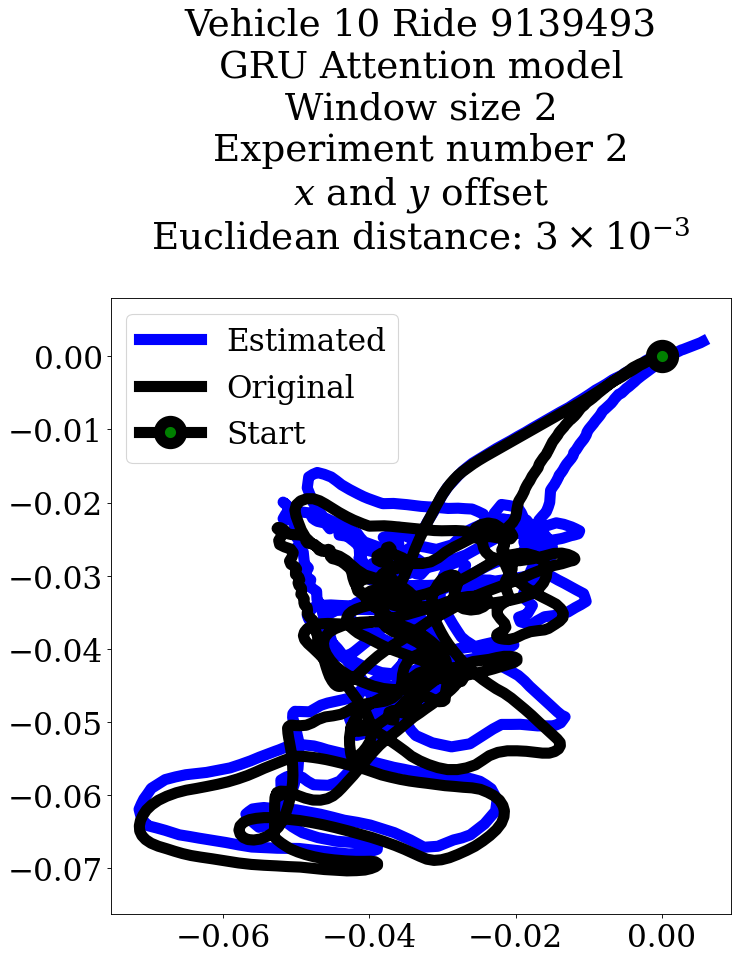 Vehicle 10 Ride 9139493
GRU Attention model
Window size 2
Experiment number 2
x and y offset
Euclidean distance: 3 × 10⁻³
Estimated
Original
Start
0.00
−0.01
−0.02
−0.03
−0.04
−0.05
−0.06
−0.07
−0.06 −0.04 −0.02 0.00